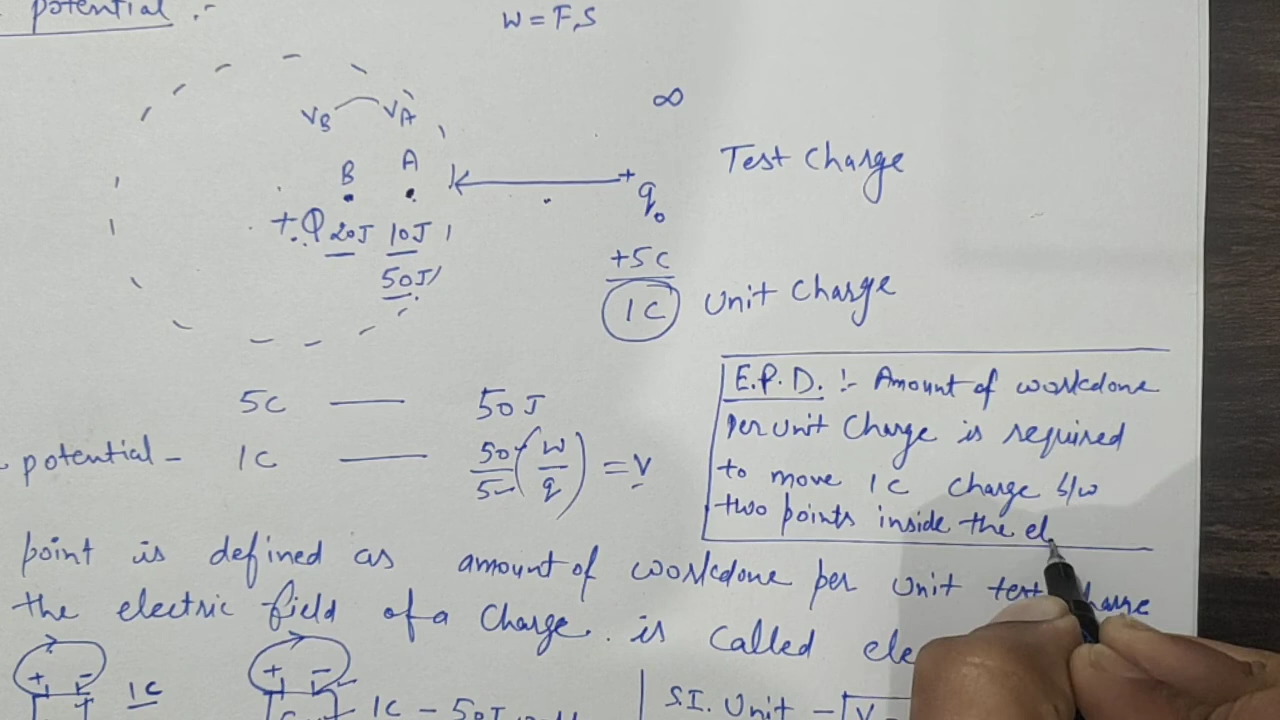 potential :-
W = F.S
∞
VB VA
B A
Test Charge
+ q₀
+Q 20J 10J
50J
+5C
1C Unit Charge
E.P.D. :- Amount of workdone
per unit Charge is required
to move 1C charge b/w
two points inside the el
5C — 50J
potential - 1C — 50/5 (W/q) = V
point is defined as amount of workdone per unit test
the electric field of a Charge. is called ele
+ - 1C
+ - 1C - 50J
S.I. Unit - V